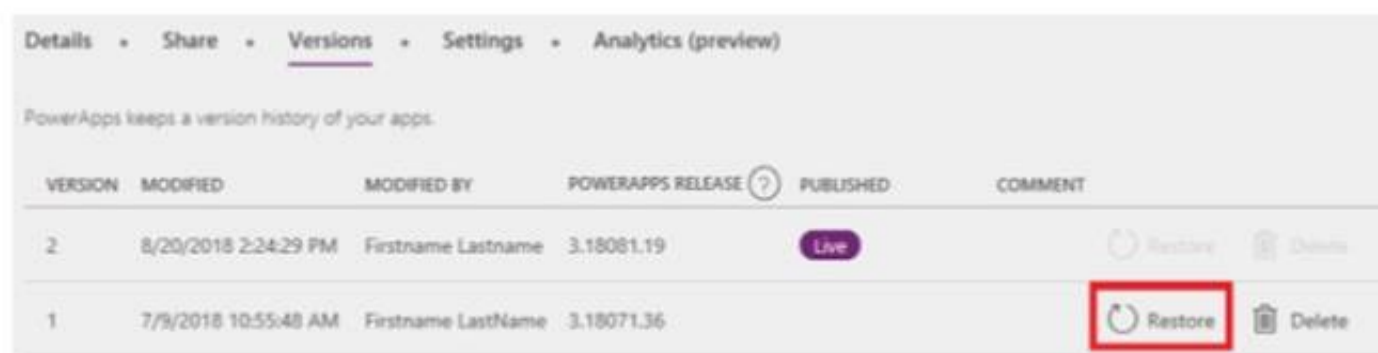 Details • Share • Versions • Settings • Analytics (preview)
PowerApps keeps a version history of your apps.
VERSION MODIFIED MODIFIED BY POWERAPPS RELEASE ? PUBLISHED COMMENT
2 8/20/2018 2:24:29 PM Firstname Lastname 3.18081.19 Live Restore Delete
1 7/9/2018 10:55:48 AM Firstname LastName 3.18071.36 Restore Delete